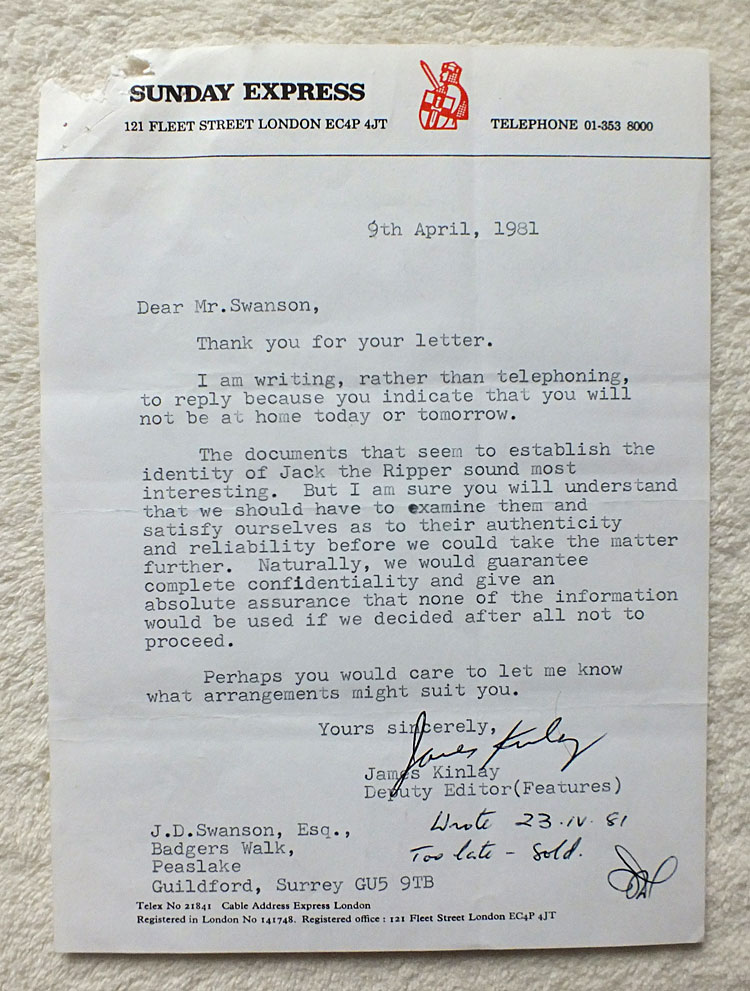 SUNDAY EXPRESS
121 FLEET STREET LONDON EC4P 4JT
TELEPHONE 01-353 8000
9th April, 1981
Dear Mr.Swanson,
Thank you for your letter.
I am writing, rather than telephoning,
to reply because you indicate that you will
not be at home today or tomorrow.
The documents that seem to establish the
identity of Jack the Ripper sound most
interesting. But I am sure you will understand
that we should have to examine them and
satisfy ourselves as to their authenticity
and reliability before we could take the matter
further. Naturally, we would guarantee
complete confidentiality and give an
absolute assurance that none of the information
would be used if we decided after all not to
proceed.
Perhaps you would care to let me know
what arrangements might suit you.
Yours sincerely,
James Kinlay
James Kinlay
Deputy Editor(Features)
Wrote 23.IV.81
Too late - Sold.
J.D.Swanson, Esq.,
Badgers Walk,
Peaslake
Guildford, Surrey GU5 9TB
Telex No 21841 Cable Address Express London
Registered in London No 141748. Registered office : 121 Fleet Street London EC4P 4JT